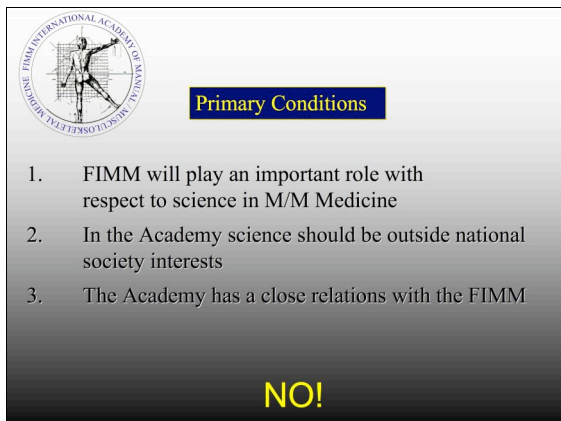 FIMM INTERNATIONAL ACADEMY OF MANUAL / MUSCULOSKELETAL MEDICINE
Primary Conditions
1. FIMM will play an important role with
respect to science in M/M Medicine
2. In the Academy science should be outside national
society interests
3. The Academy has a close relations with the FIMM
NO!